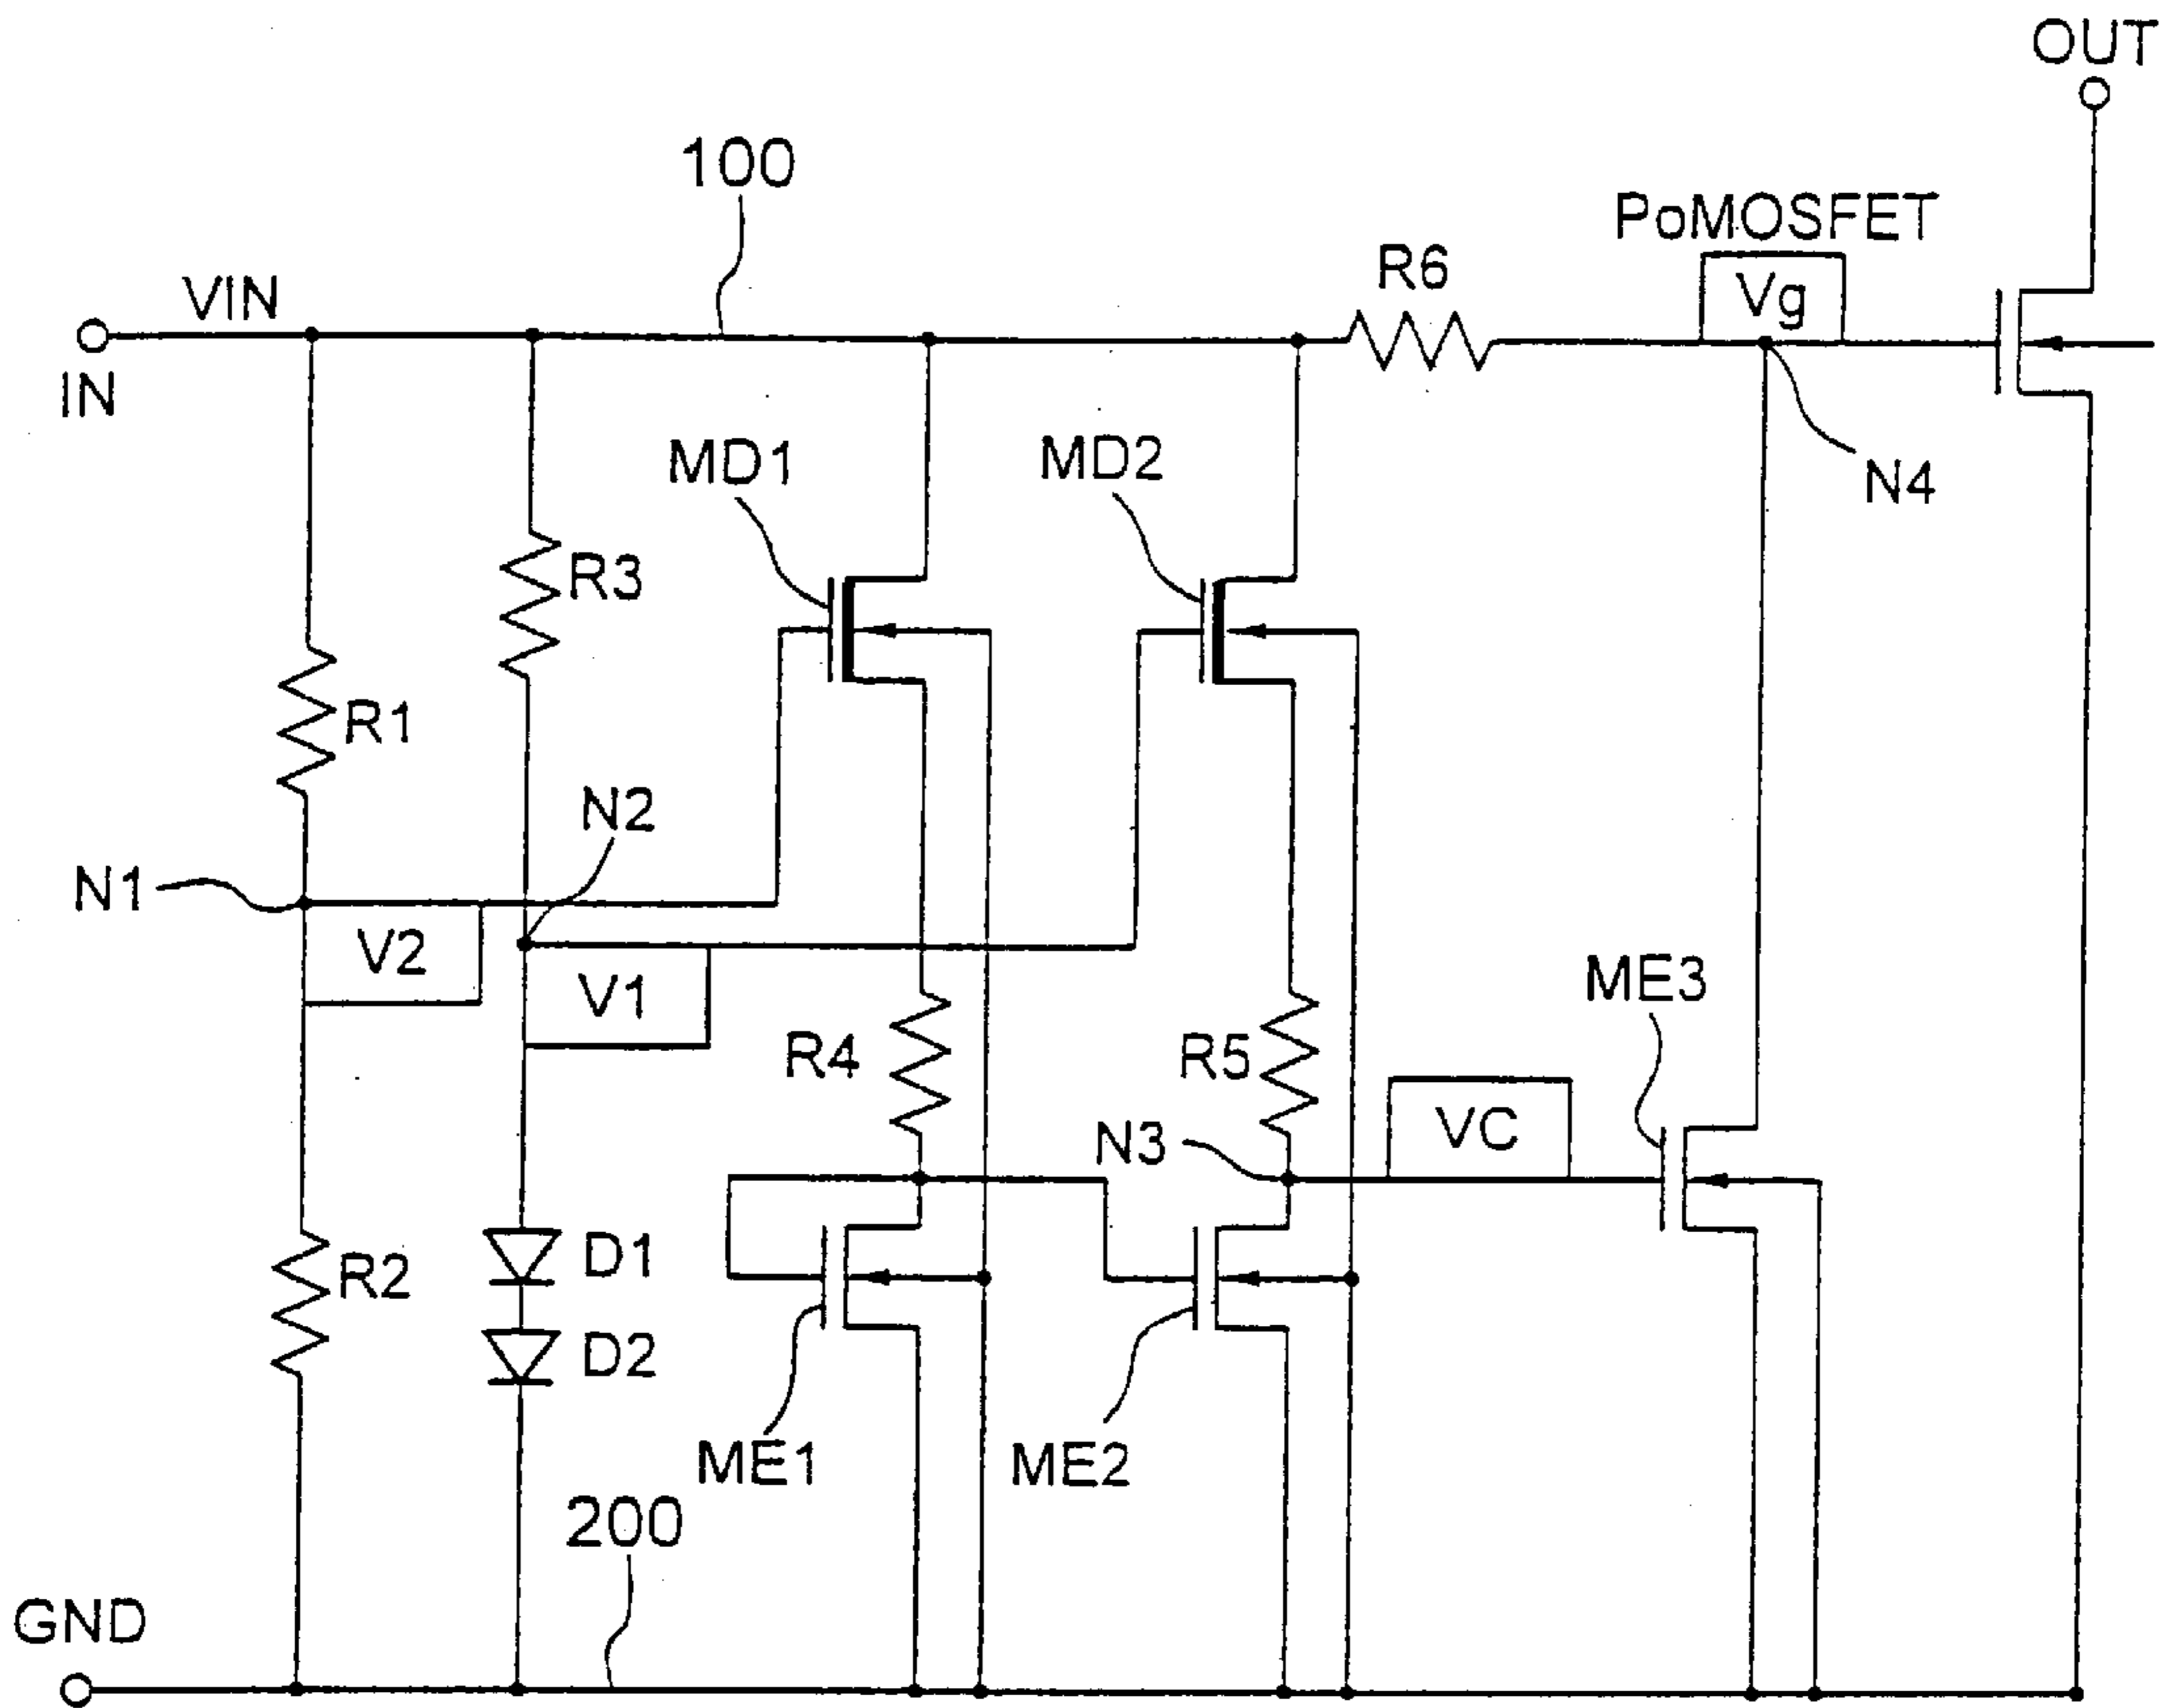 OUT
100
PoMOSFET
R6
VIN
Vg
IN
MD1
MD2
N4
R3
R1
N2
N1
V2
V1
ME3
R4
R5
VC
N3
D1
R2
D2
ME1
ME2
200
GND